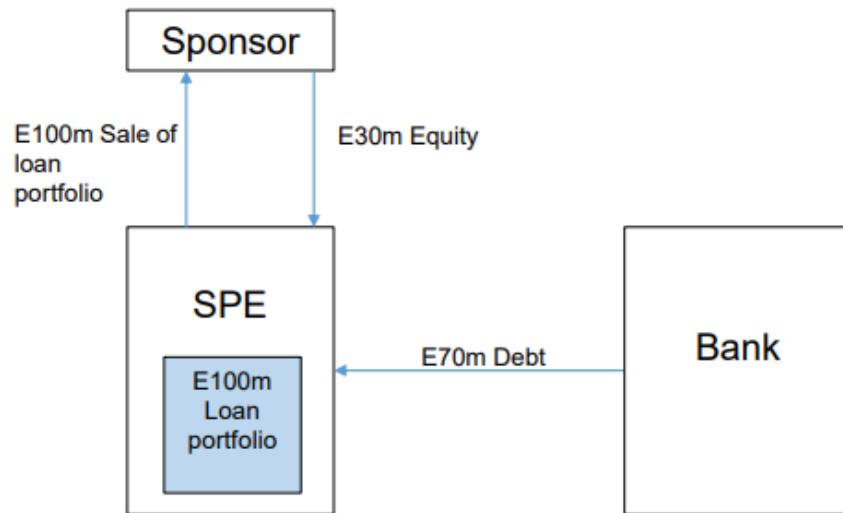 Sponsor
E100m Sale of
loan
portfolio
E30m Equity
SPE
E100m
Loan
portfolio
E70m Debt
Bank